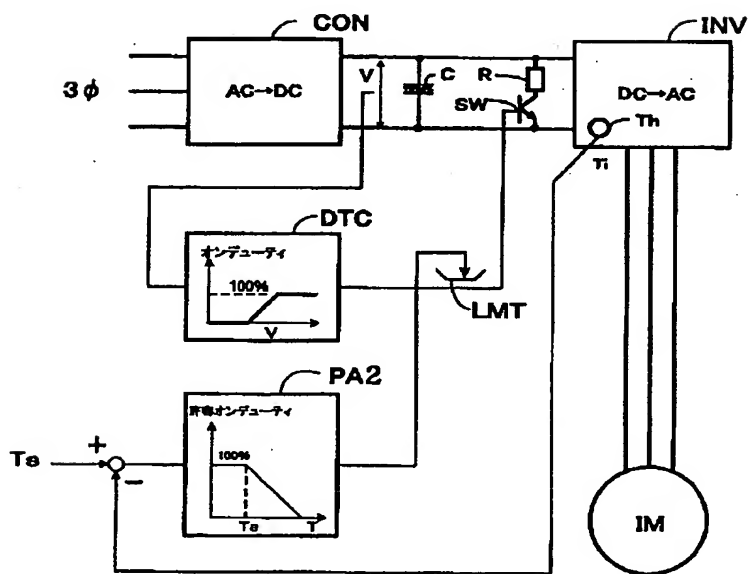 CON
INV
3φ
AC→DC
V
C
R
SW
DC→AC
Th
Ti
DTC
オンデューティ
100%
V
LMT
PA2
許容オンデューティ
100%
Ts
T
Ts
+
−
IM